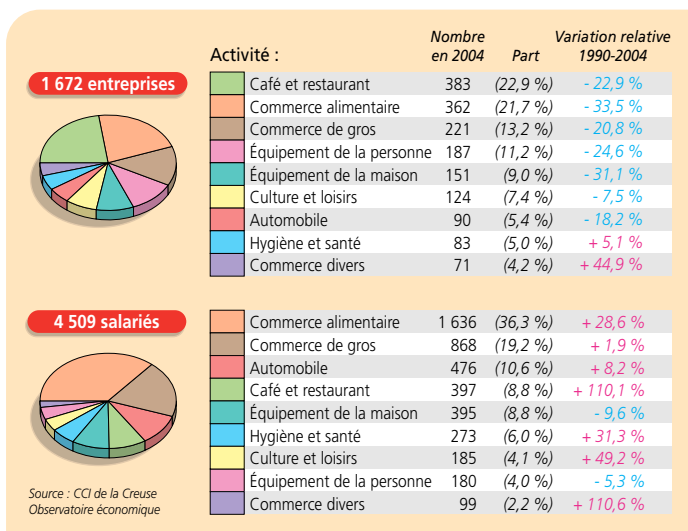 Nombre Variation relative
Activité : en 2004 Part 1990-2004
1 672 entreprises
Café et restaurant 383 (22,9 %) - 22,9 %
Commerce alimentaire 362 (21,7 %) - 33,5 %
Commerce de gros 221 (13,2 %) - 20,8 %
Équipement de la personne 187 (11,2 %) - 24,6 %
Équipement de la maison 151 (9,0 %) - 31,1 %
Culture et loisirs 124 (7,4 %) - 7,5 %
Automobile 90 (5,4 %) - 18,2 %
Hygiène et santé 83 (5,0 %) + 5,1 %
Commerce divers 71 (4,2 %) + 44,9 %
4 509 salariés
Commerce alimentaire 1 636 (36,3 %) + 28,6 %
Commerce de gros 868 (19,2 %) + 1,9 %
Automobile 476 (10,6 %) + 8,2 %
Café et restaurant 397 (8,8 %) + 110,1 %
Équipement de la maison 395 (8,8 %) - 9,6 %
Hygiène et santé 273 (6,0 %) + 31,3 %
Culture et loisirs 185 (4,1 %) + 49,2 %
Équipement de la personne 180 (4,0 %) - 5,3 %
Commerce divers 99 (2,2 %) + 110,6 %
Source : CCI de la Creuse
Observatoire économique